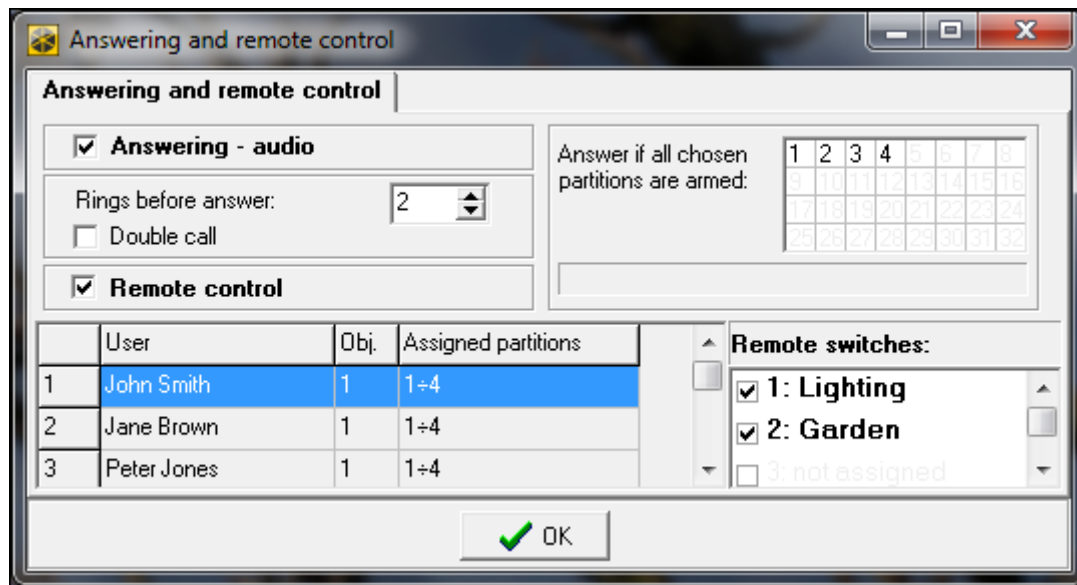 Answering and remote control
Answering and remote control
Answering - audio
Rings before answer: 2
Double call
Remote control
Answer if all chosen
partitions are armed:
1 2 3 4 5 6 7 8
9 10 11 12 13 14 15 16
17 18 19 20 21 22 23 24
25 26 27 28 29 30 31 32
User Obj. Assigned partitions
1 John Smith 1 1÷4
2 Jane Brown 1 1÷4
3 Peter Jones 1 1÷4
Remote switches:
1: Lighting
2: Garden
3: not assigned
OK